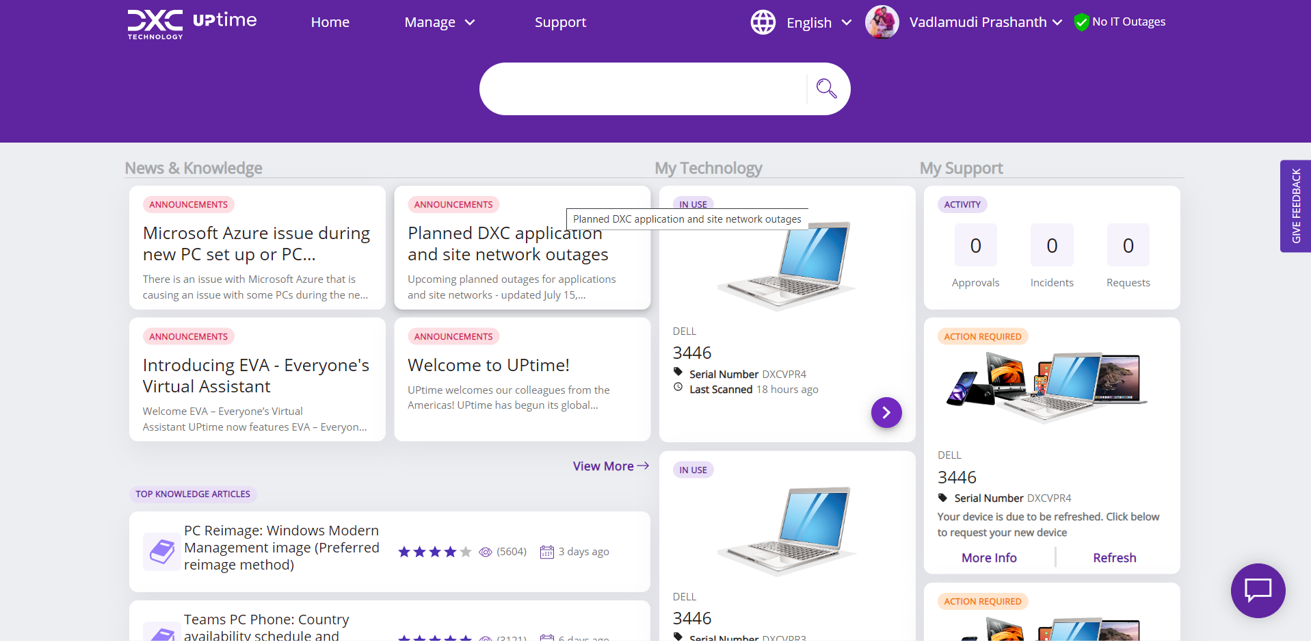 DXC UPtime
TECHNOLOGY
Home
Manage
Support
English
Vadlamudi Prashanth
No IT Outages
GIVE FEEDBACK
News & Knowledge
ANNOUNCEMENTS
Microsoft Azure issue during
new PC set up or PC...
There is an issue with Microsoft Azure that is
causing an issue with some PCs during the ne...
ANNOUNCEMENTS
Planned DXC application
and site network outages
Upcoming planned outages for applications
and site networks - updated July 15,...
Planned DXC application and site network outages
ANNOUNCEMENTS
Introducing EVA - Everyone's
Virtual Assistant
Welcome EVA – Everyone’s Virtual
Assistant UPtime now features EVA – Everyon...
ANNOUNCEMENTS
Welcome to UPtime!
UPtime welcomes our colleagues from the
Americas! UPtime has begun its global...
View More
TOP KNOWLEDGE ARTICLES
PC Reimage: Windows Modern
Management image (Preferred
reimage method)
(5604)
3 days ago
Teams PC Phone: Country
availability schedule and
(3121)
6 days ago
My Technology
IN USE
DELL
3446
Serial Number DXCVPR4
Last Scanned 18 hours ago
IN USE
DELL
3446
Serial Number DXCVPR3
My Support
ACTIVITY
0
Approvals
0
Incidents
0
Requests
ACTION REQUIRED
DELL
3446
Serial Number DXCVPR4
Your device is due to be refreshed. Click below
to request your new device
More Info
Refresh
ACTION REQUIRED